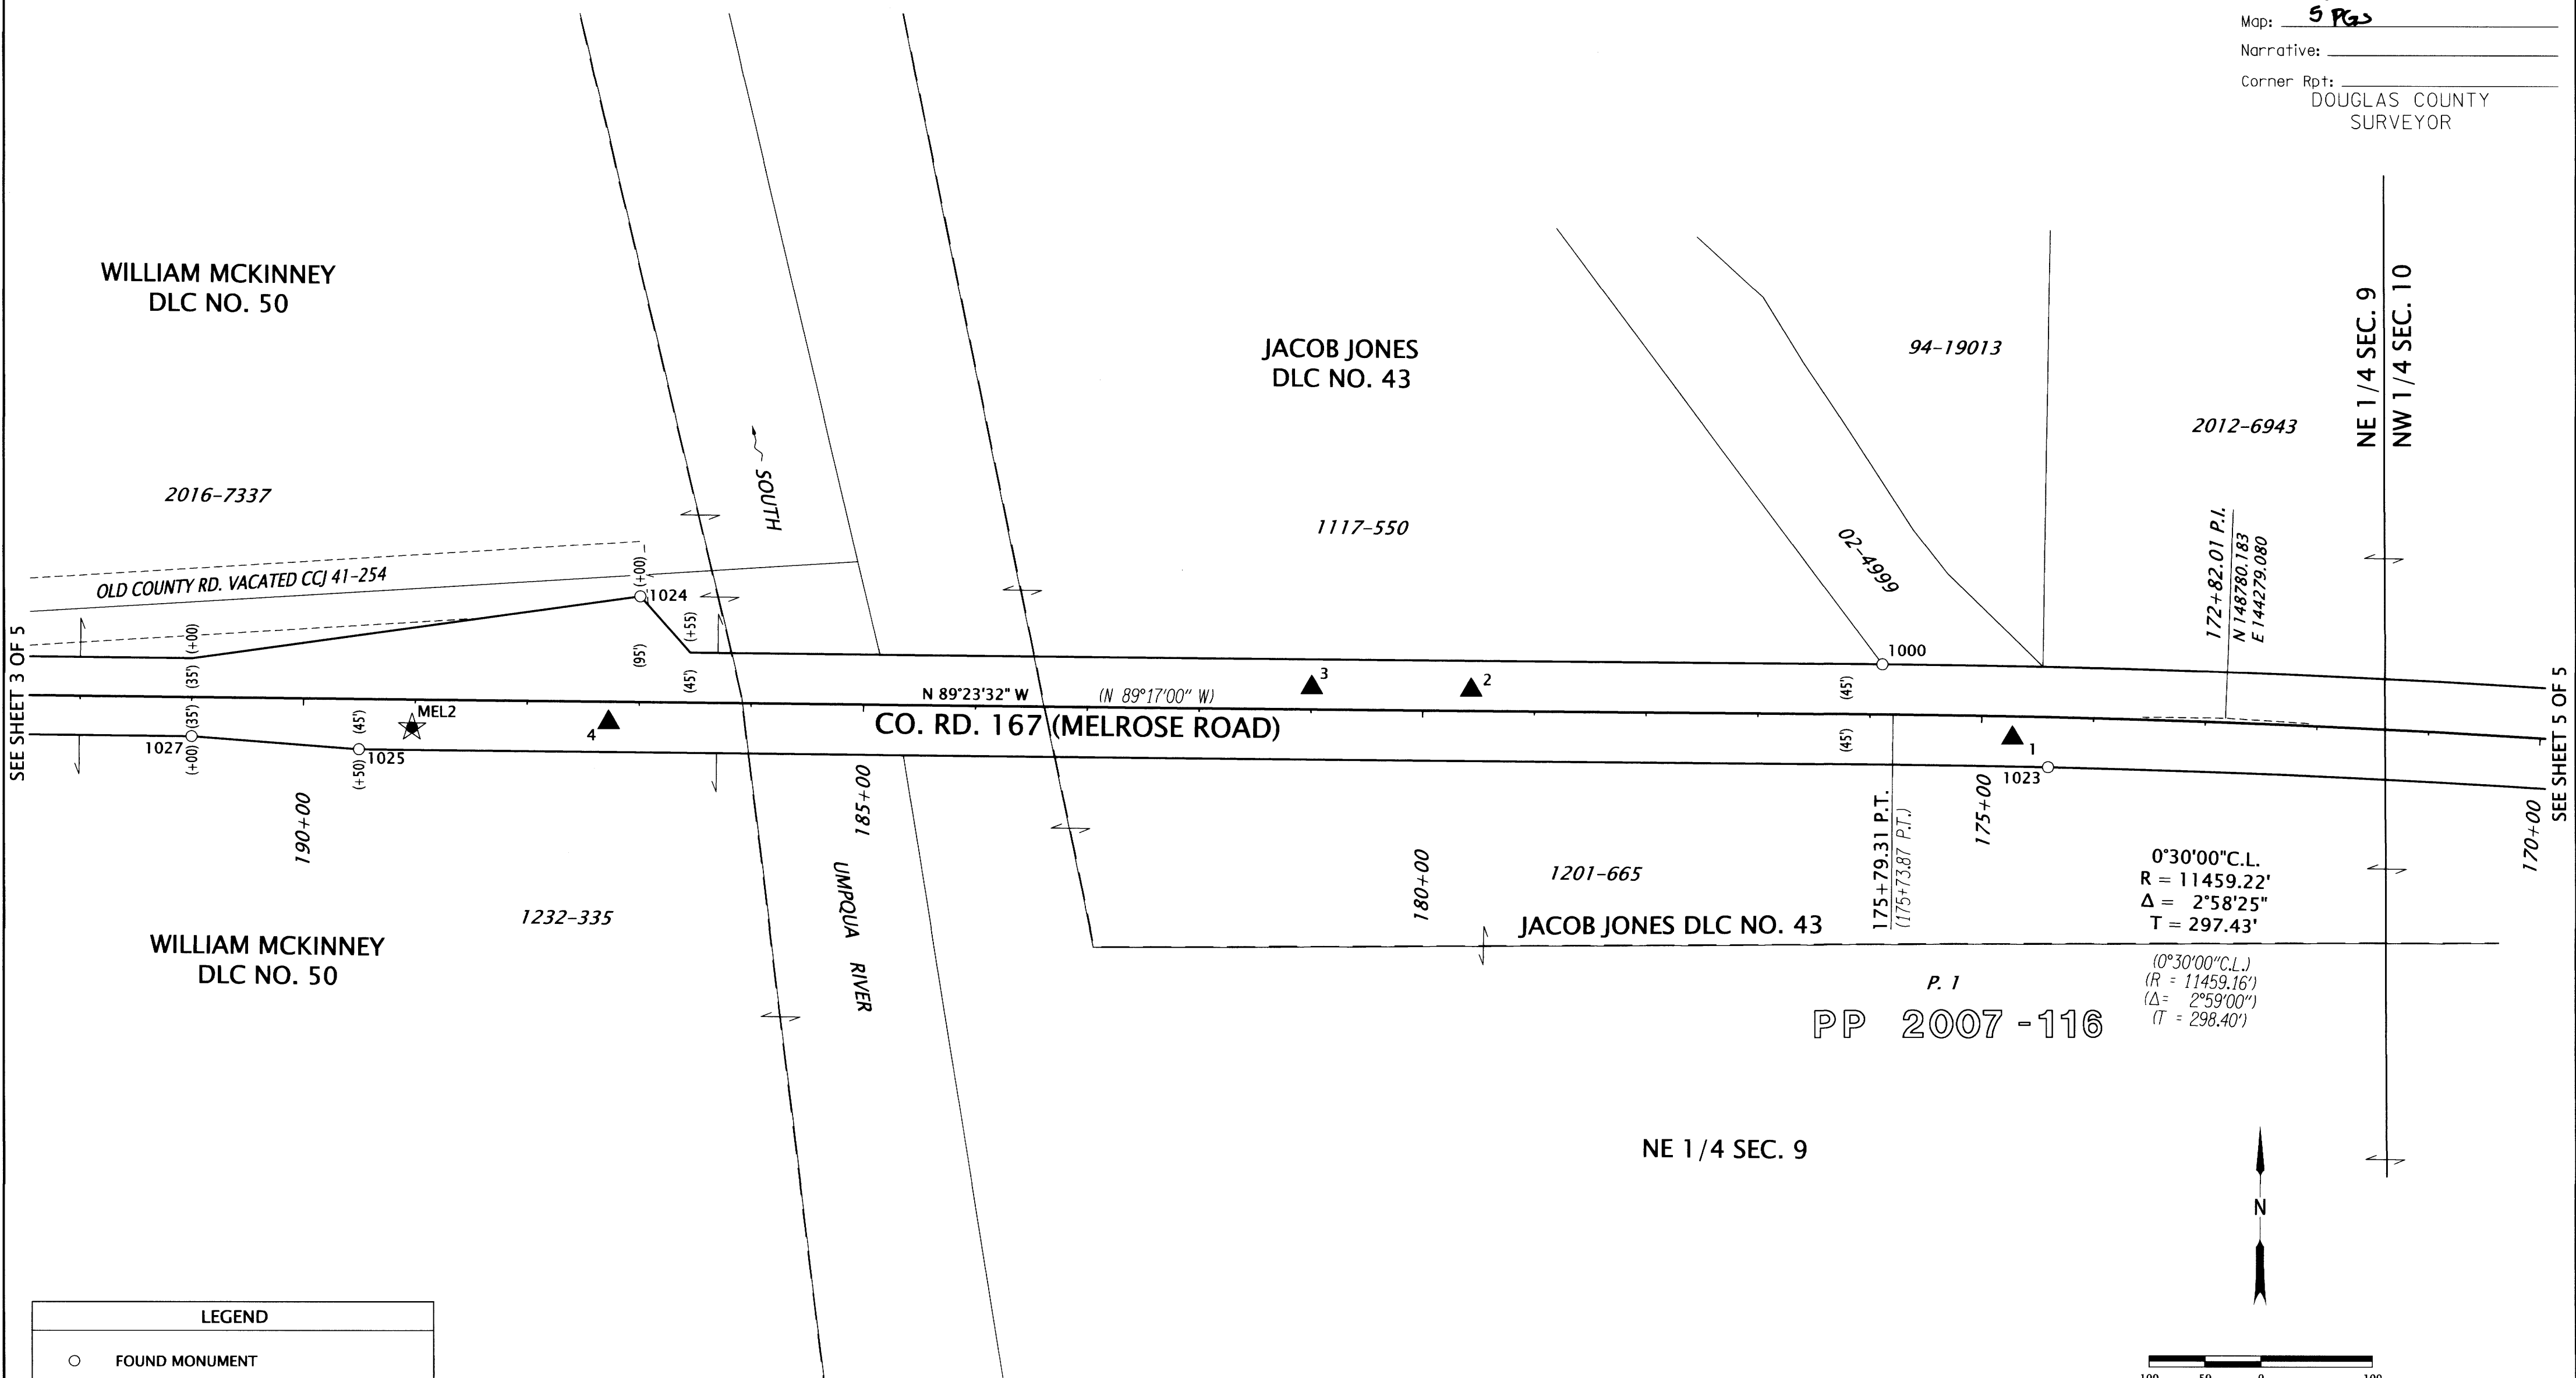 Map: 5 PGS
Narrative:
Corner Rpt:
DOUGLAS COUNTY
SURVEYOR
WILLIAM MCKINNEY
DLC NO. 50
JACOB JONES
DLC NO. 43
94-19013
NE 1/4 SEC. 9
NW 1/4 SEC. 10
2012-6943
2016-7337
SOUTH
1117-550
02-4999
172+82.01 P.I.
N 148780.183
E 144279.080
OLD COUNTY RD. VACATED CCJ 41-254
(+00)
1024
(+55)
(+00)
(35')
(95')
(45')
1000
SEE SHEET 3 OF 5
N 89°23'32" W
(N 89°17'00" W)
3
2
(45')
SEE SHEET 5 OF 5
(35')
(45')
MEL2
4
CO. RD. 167 (MELROSE ROAD)
(45')
1
1027
(+00)
(+50)
1025
1023
190+00
185+00
180+00
175+79.31 P.T.
(175+73.87 P.T.)
175+00
170+00
UMPQUA RIVER
1201-665
0°30'00"C.L.
R = 11459.22'
Δ = 2°58'25"
T = 297.43'
1232-335
JACOB JONES DLC NO. 43
WILLIAM MCKINNEY
DLC NO. 50
(0°30'00"C.L.)
(R = 11459.16')
(Δ= 2°59'00")
(T = 298.40')
P. 1
PP 2007-116
NE 1/4 SEC. 9
N
LEGEND
FOUND MONUMENT
100 50 0 100